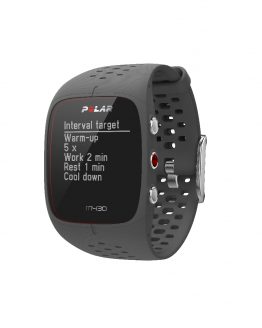 POLAR
Interval target
Warm-up
5 x
Work 2 min
Rest 1 min
Cool down
M430